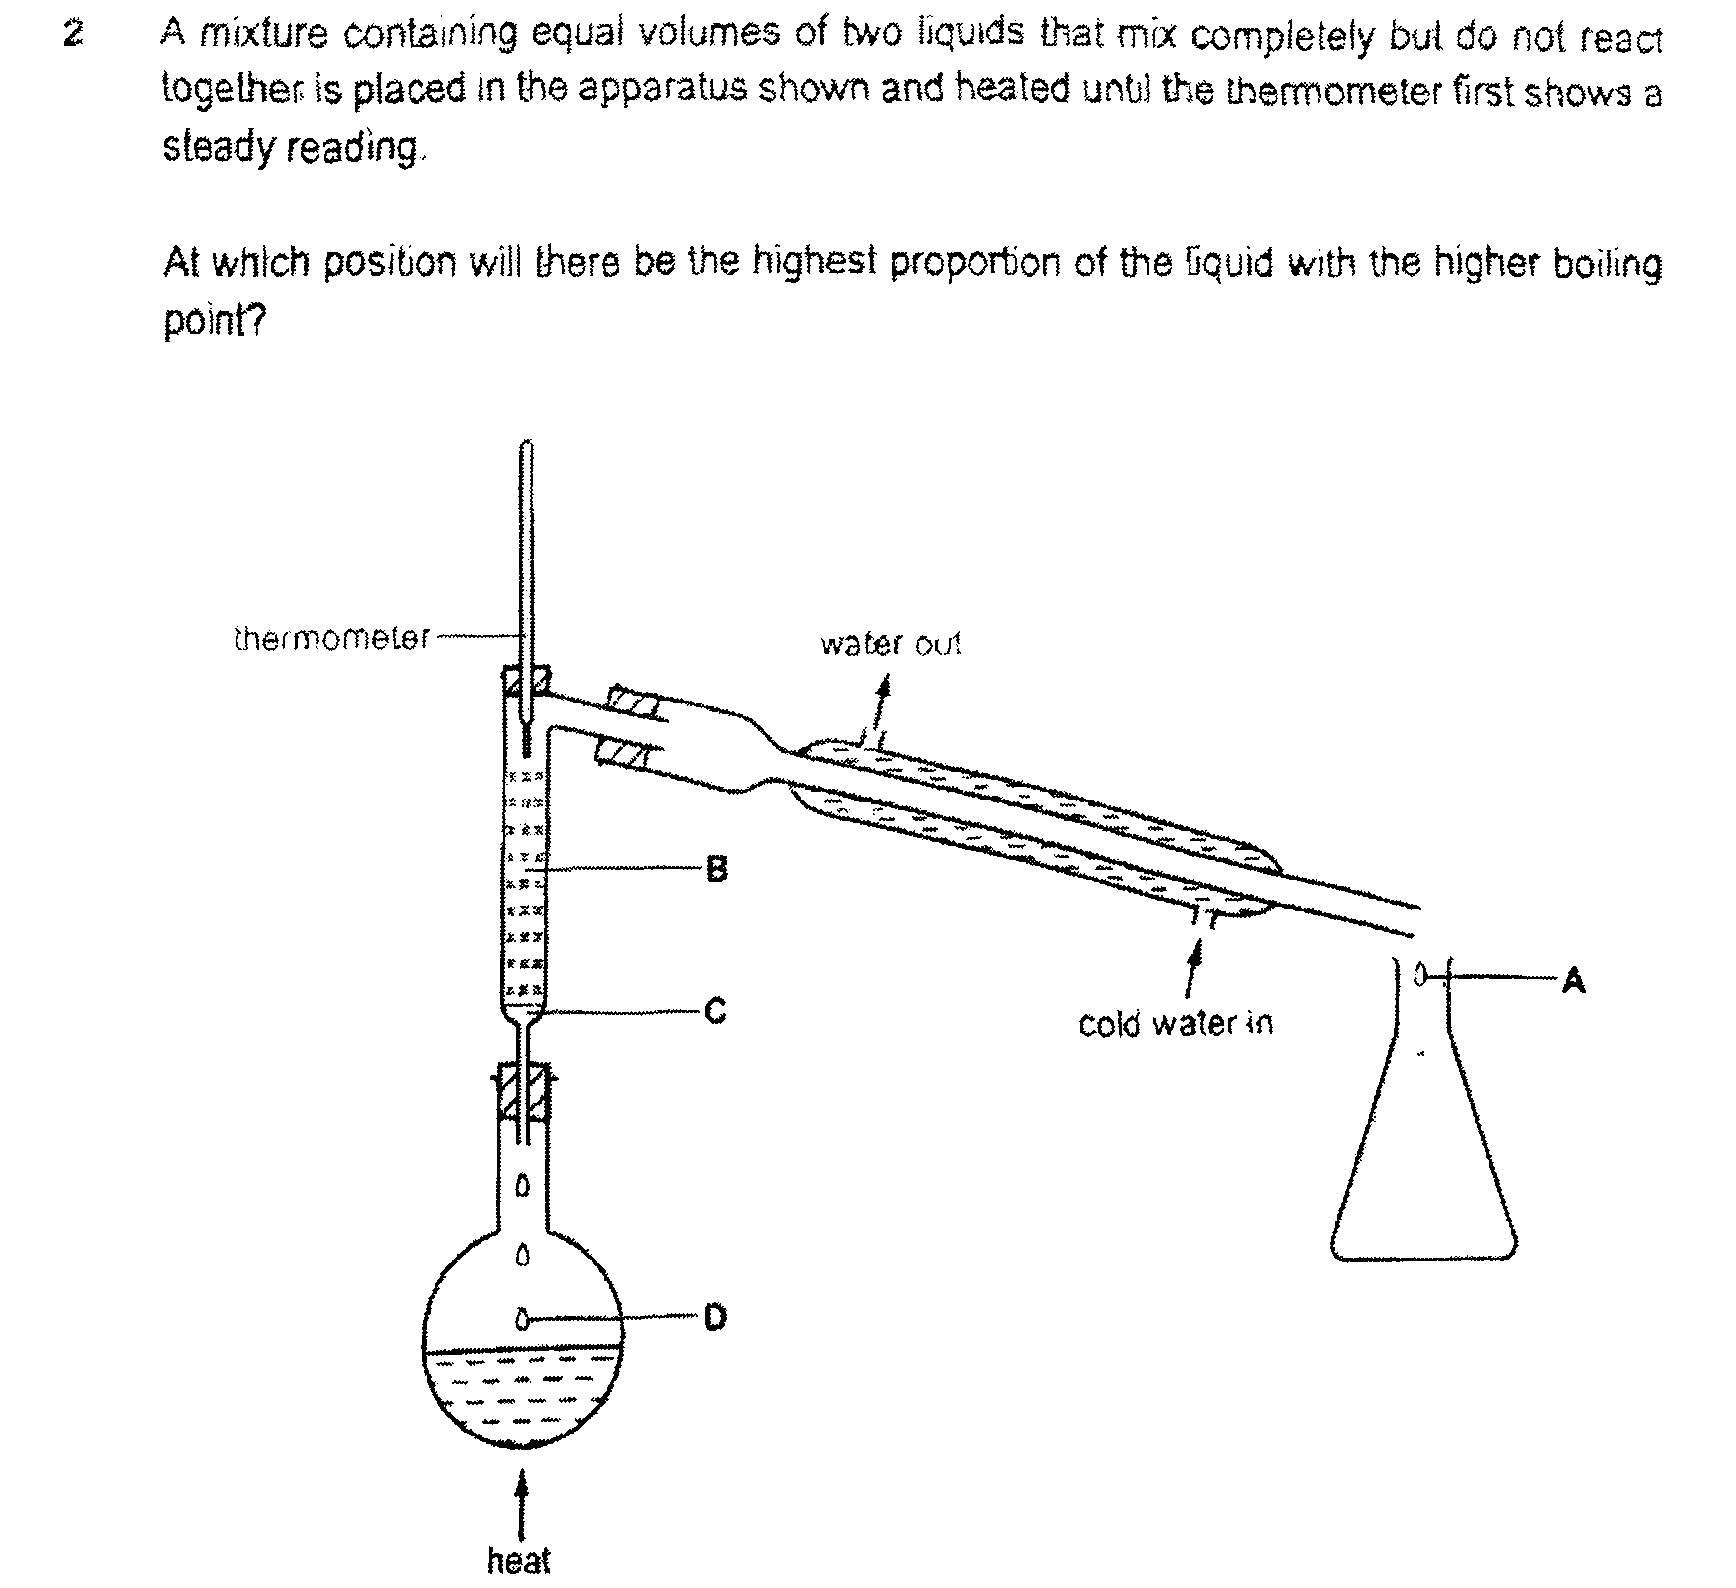 2 A mixture containing equal volumes of two liquids that mix completely but do not react
together is placed in the apparatus shown and heated until the thermometer first shows a
steady reading.
At which position will there be the highest proportion of the liquid with the higher boiling
point?
thermometer
water out
B
A
C
cold water in
D
heat